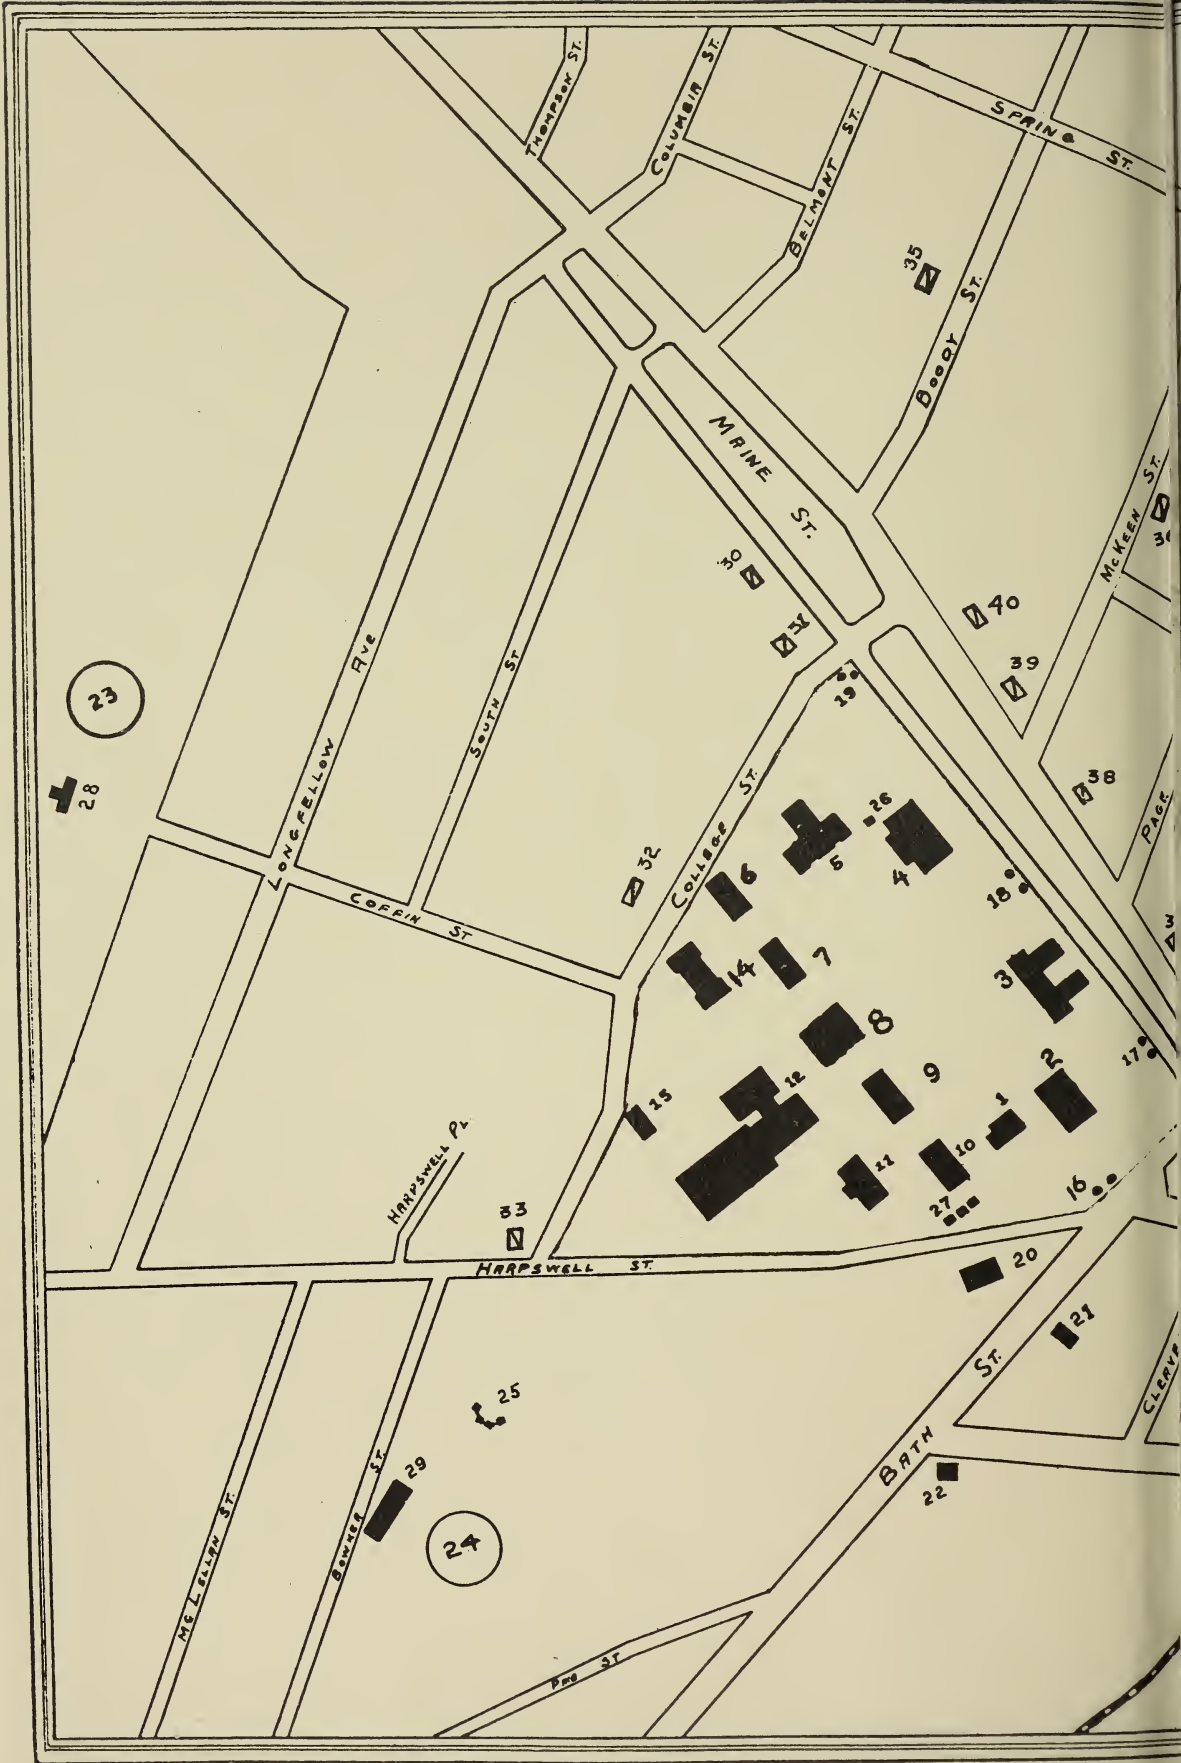 THOMPSON ST.
COLUMBIA ST.
SPRING ST.
BELMONT ST.
35
BOODY ST.
MAINE ST.
McKEEN ST.
30
31
40
39
19
23
LONGFELLOW AVE
SOUTH ST
38
28
COLLEGE ST.
26
PAGE
5
4
32
6
18
COFFIN ST
14
7
3
8
17
2
12
9
1
15
HARPSWELL PL
10
11
16
27
33
HARPSWELL ST.
20
21
ST.
25
CLEAVE
BATH
29
22
24
McLELLAN ST.
BOWKER ST.
PINE ST